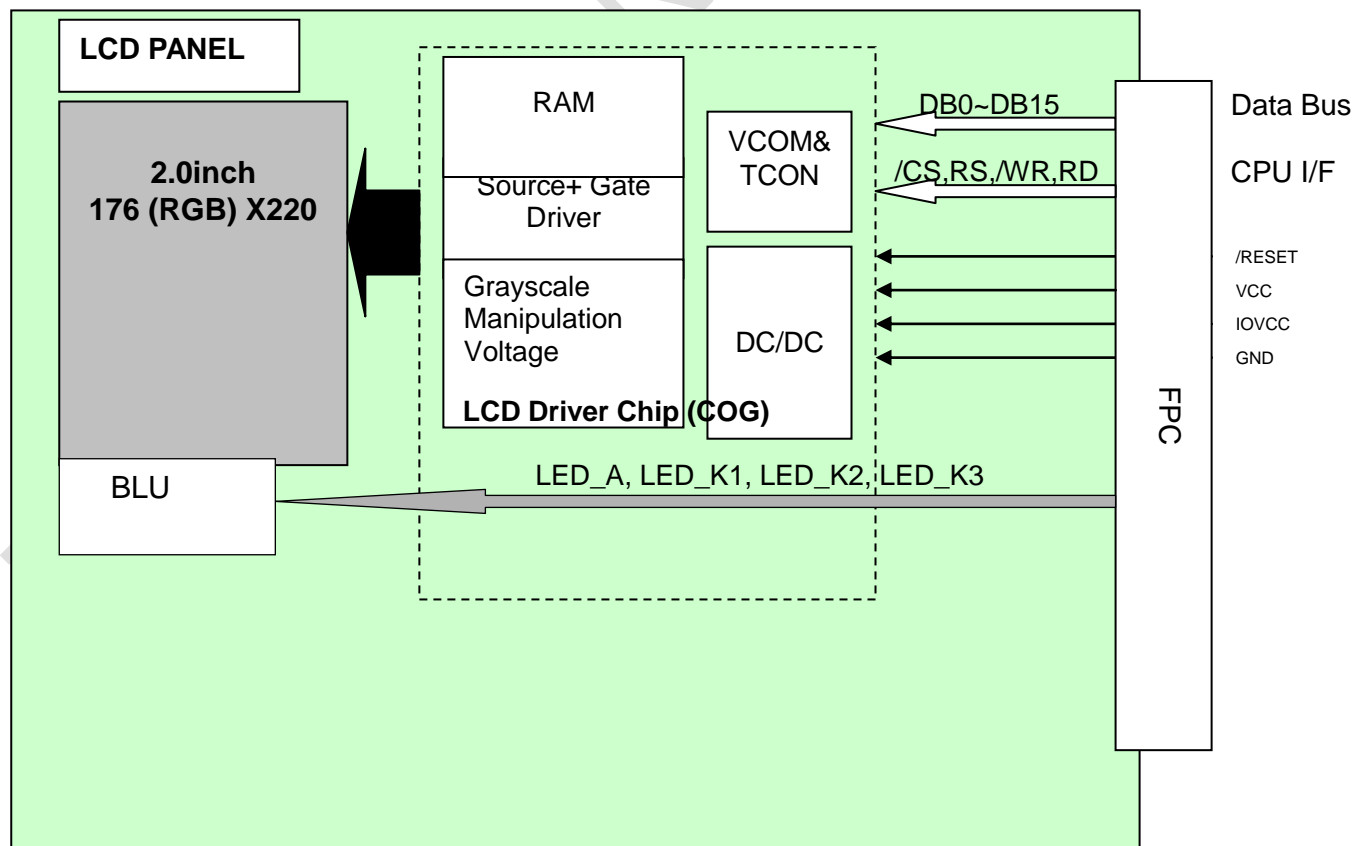 LCD PANEL
2.0inch
176 (RGB) X220
BLU
RAM
Source+ Gate
Driver
Grayscale
Manipulation
Voltage
VCOM&
TCON
DC/DC
LCD Driver Chip (COG)
DB0~DB15
/CS,RS,/WR,RD
LED_A, LED_K1, LED_K2, LED_K3
FPC
Data Bus
CPU I/F
/RESET
VCC
IOVCC
GND